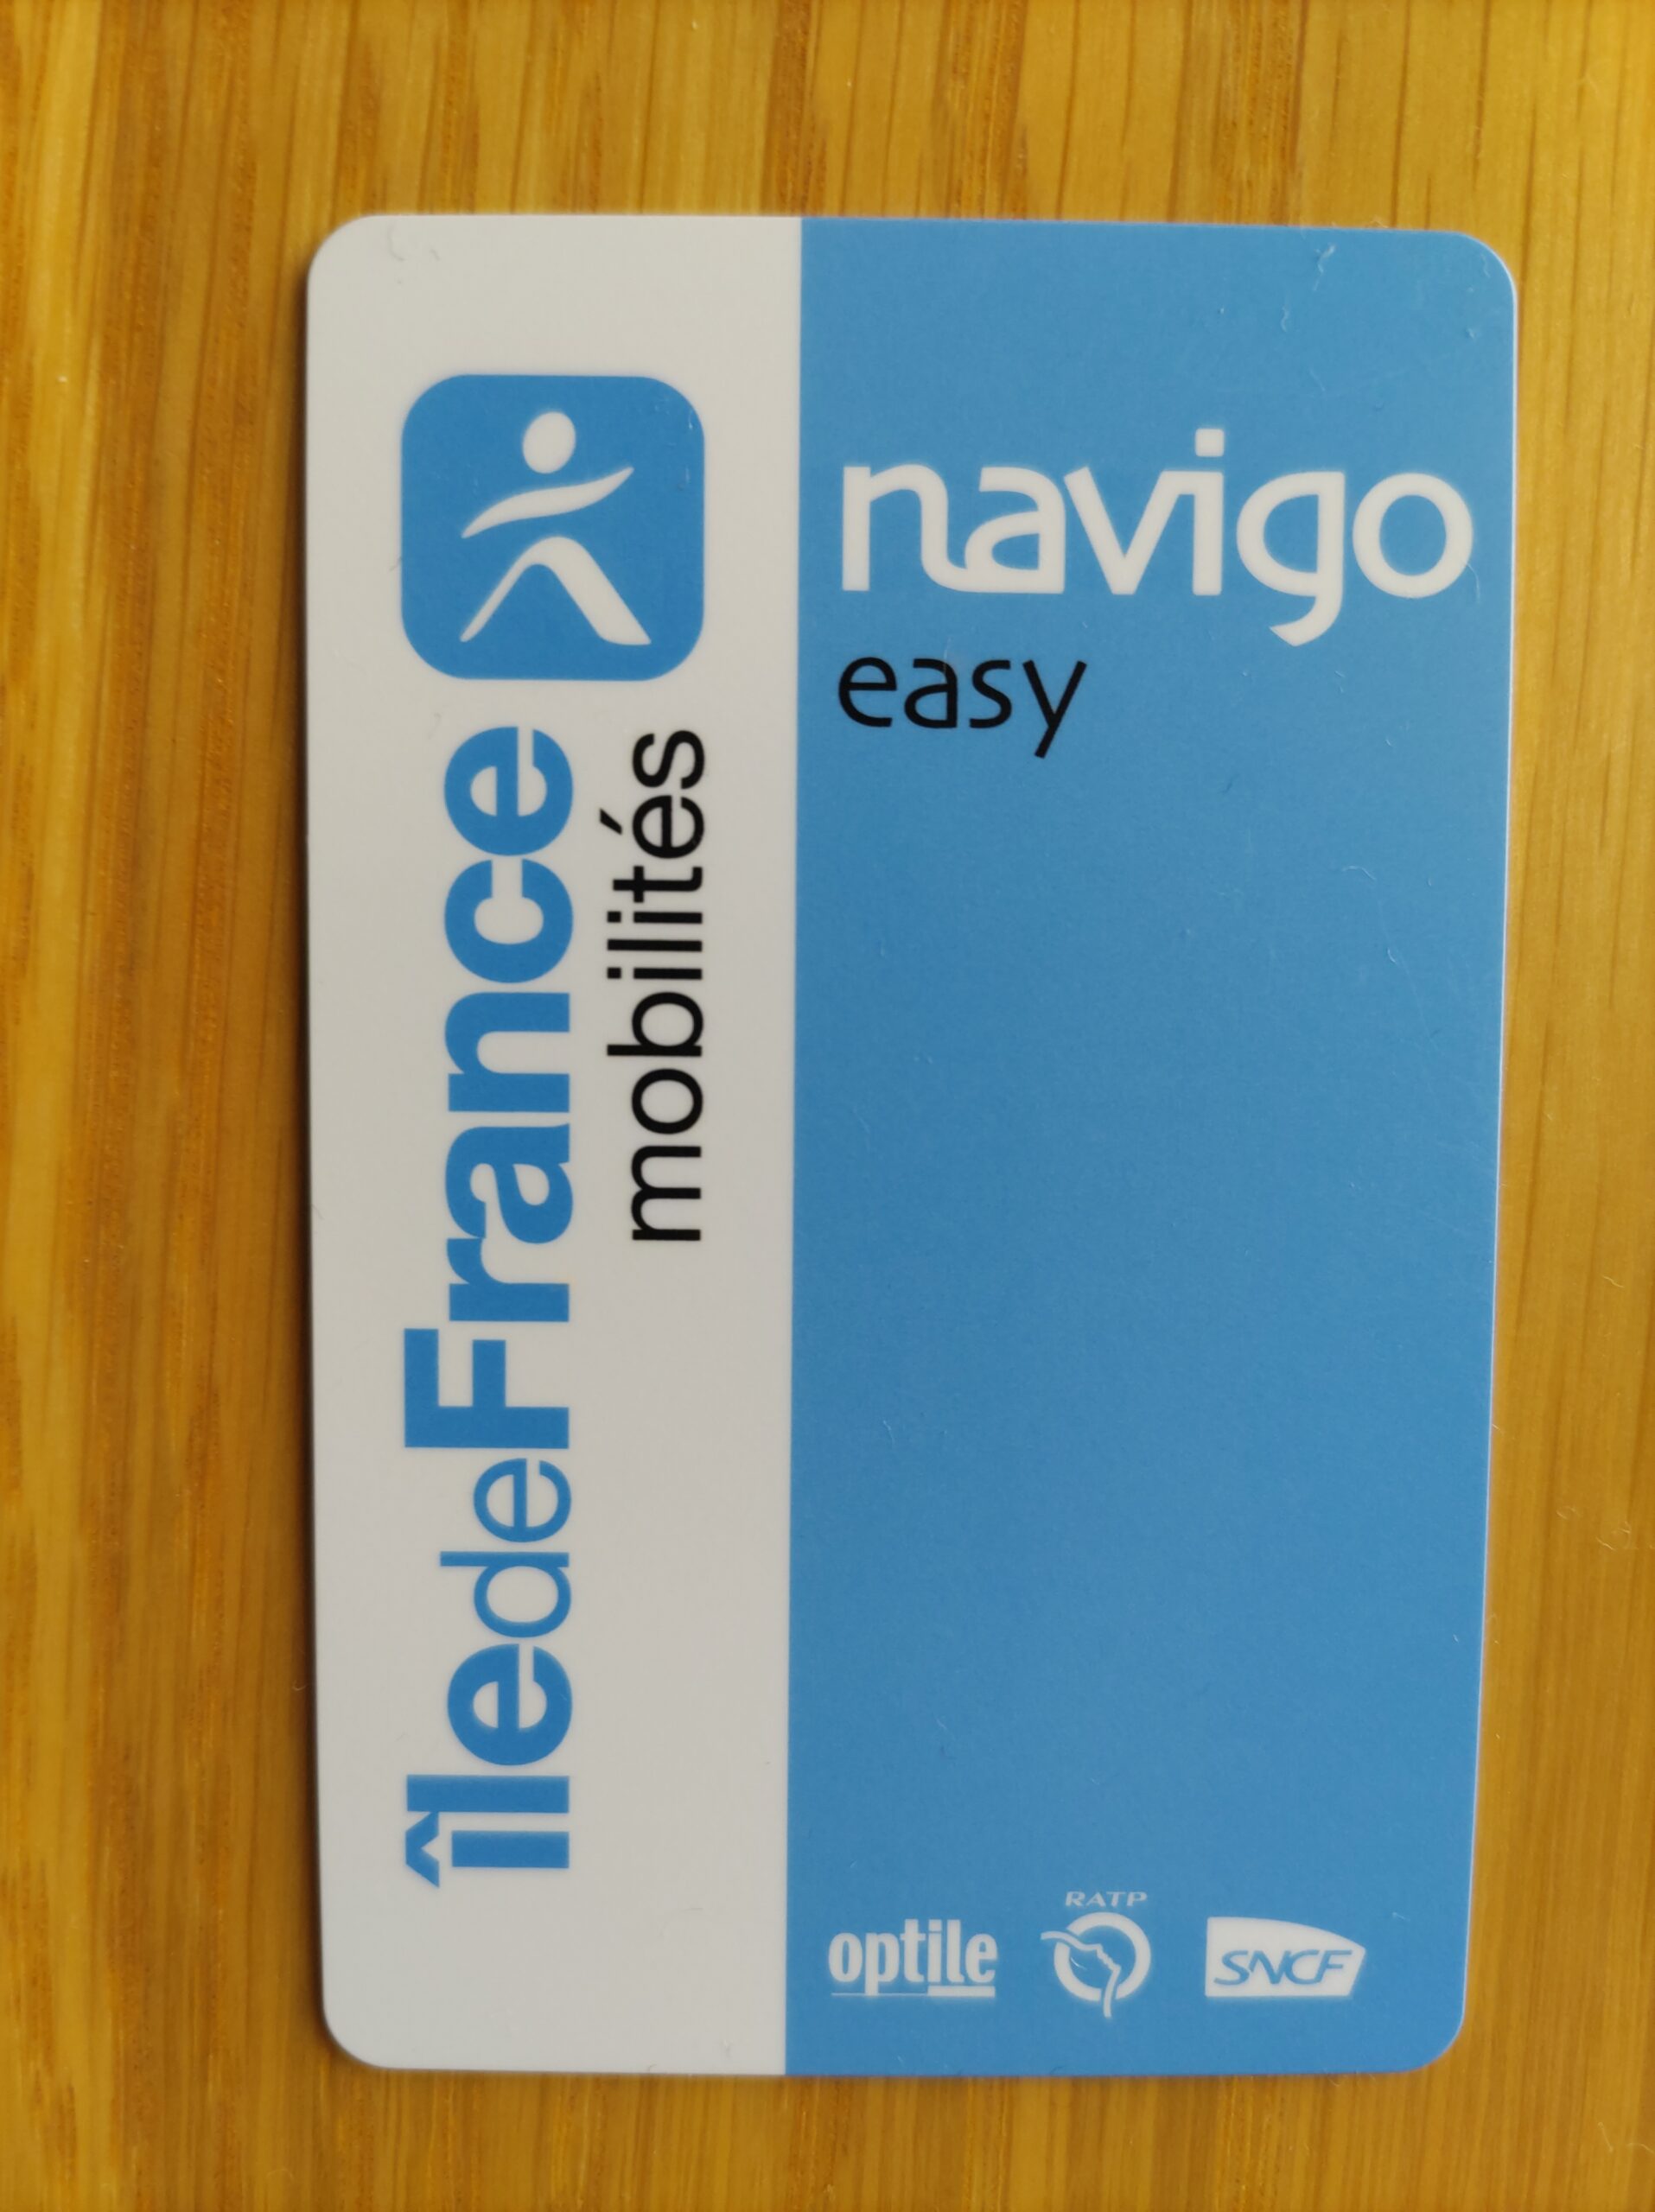 îledeFrance
mobilités
navigo
easy
optile
RATP
SNCF